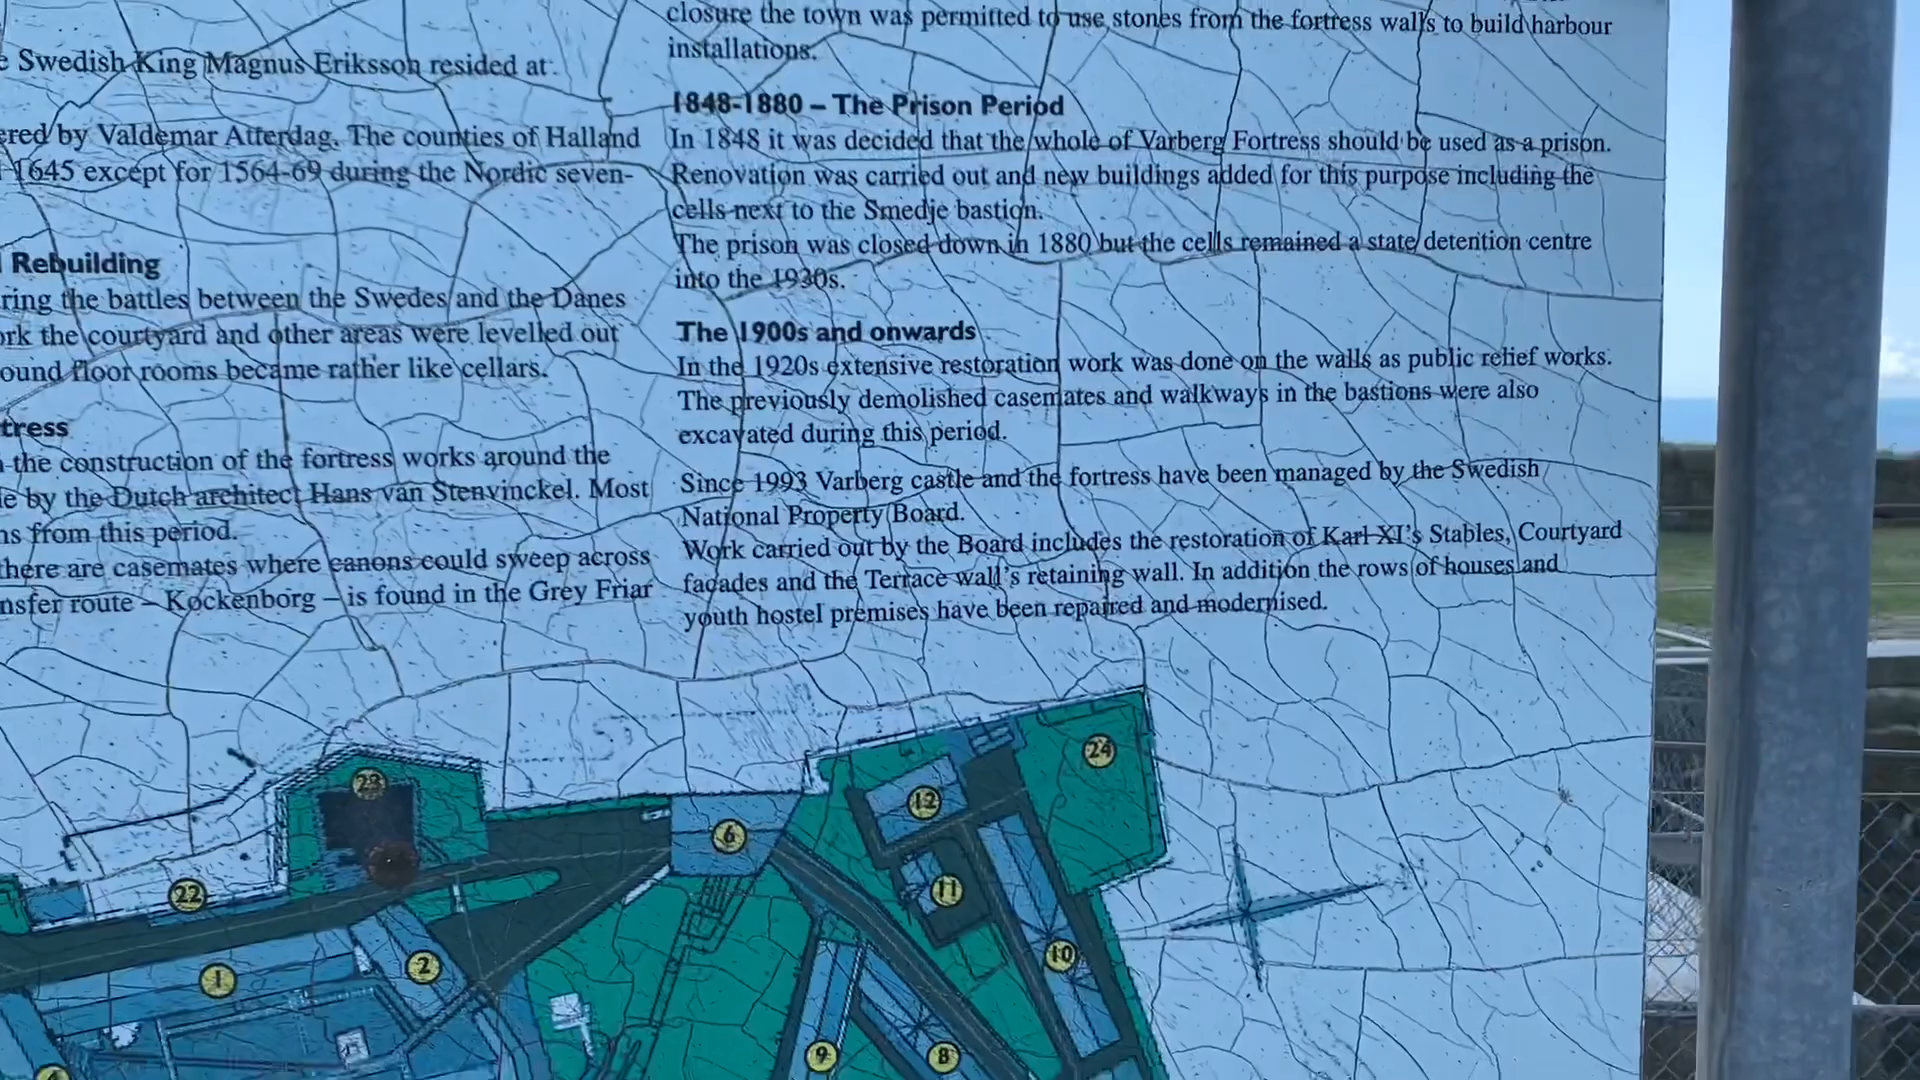 e Swedish King Magnus Eriksson resided at.
ered by Valdemar Atterdag. The counties of Halland
1645 except for 1564-69 during the Nordic seven-
Rebuilding
ring the battles between the Swedes and the Danes
ork the courtyard and other areas were levelled out
ound floor rooms became rather like cellars.
tress
the construction of the fortress works around the
le by the Dutch architect Hans van Stenvinckel. Most
ns from this period.
here are casemates where canons could sweep across
nsfer route – Kockenborg – is found in the Grey Friar
closure the town was permitted to use stones from the fortress walls to build harbour
installations.
1848-1880 – The Prison Period
In 1848 it was decided that the whole of Varberg Fortress should be used as a prison.
Renovation was carried out and new buildings added for this purpose including the
cells next to the Smedje bastion.
The prison was closed down in 1880 but the cells remained a state detention centre
into the 1930s.
The 1900s and onwards
In the 1920s extensive restoration work was done on the walls as public relief works.
The previously demolished casemates and walkways in the bastions were also
excavated during this period.
Since 1993 Varberg castle and the fortress have been managed by the Swedish
National Property Board.
Work carried out by the Board includes the restoration of Karl XI's Stables, Courtyard
façades and the Terrace wall's retaining wall. In addition the rows of houses and
youth hostel premises have been repaired and modernised.
24
23
12
6
22
11
10
2
1
9
8